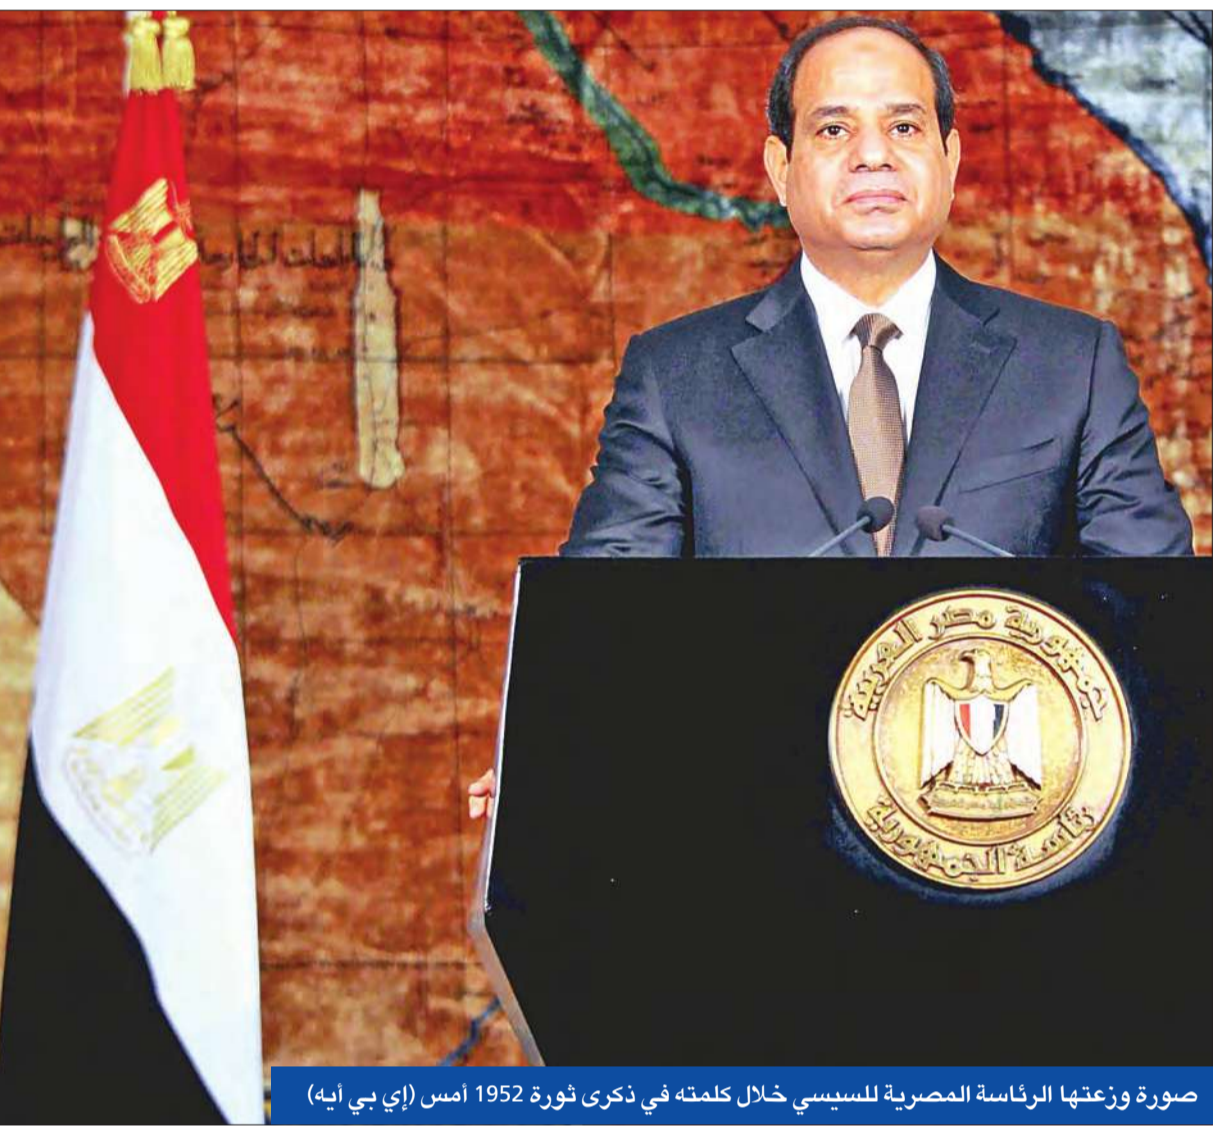 جمهورية مصر العربية
رئاسة الجمهورية
صورة وزعتها الرئاسة المصرية للسيسي خلال كلمته في ذكرى ثورة 1952 أمس (إي بي أيه)